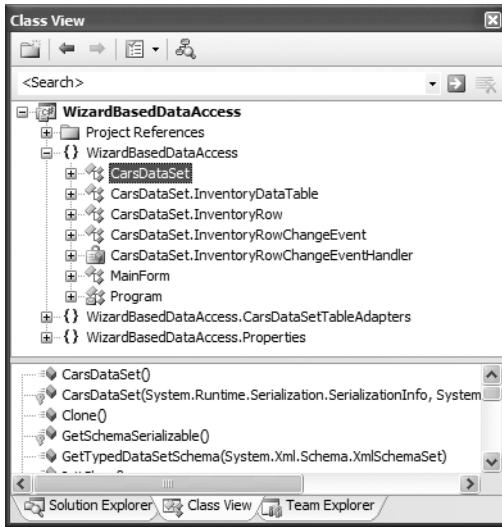 Class View
<Search>
WizardBasedDataAccess
Project References
{} WizardBasedDataAccess
CarsDataSet
CarsDataSet.InventoryDataTable
CarsDataSet.InventoryRow
CarsDataSet.InventoryRowChangeEvent
CarsDataSet.InventoryRowChangeEventHandler
MainForm
Program
{} WizardBasedDataAccess.CarsDataSetTableAdapters
{} WizardBasedDataAccess.Properties
CarsDataSet()
CarsDataSet(System.Runtime.Serialization.SerializationInfo, System
Clone()
GetSchemaSerializable()
GetTypedDataSetSchema(System.Xml.Schema.XmlSchemaSet)
Solution Explorer Class View Team Explorer